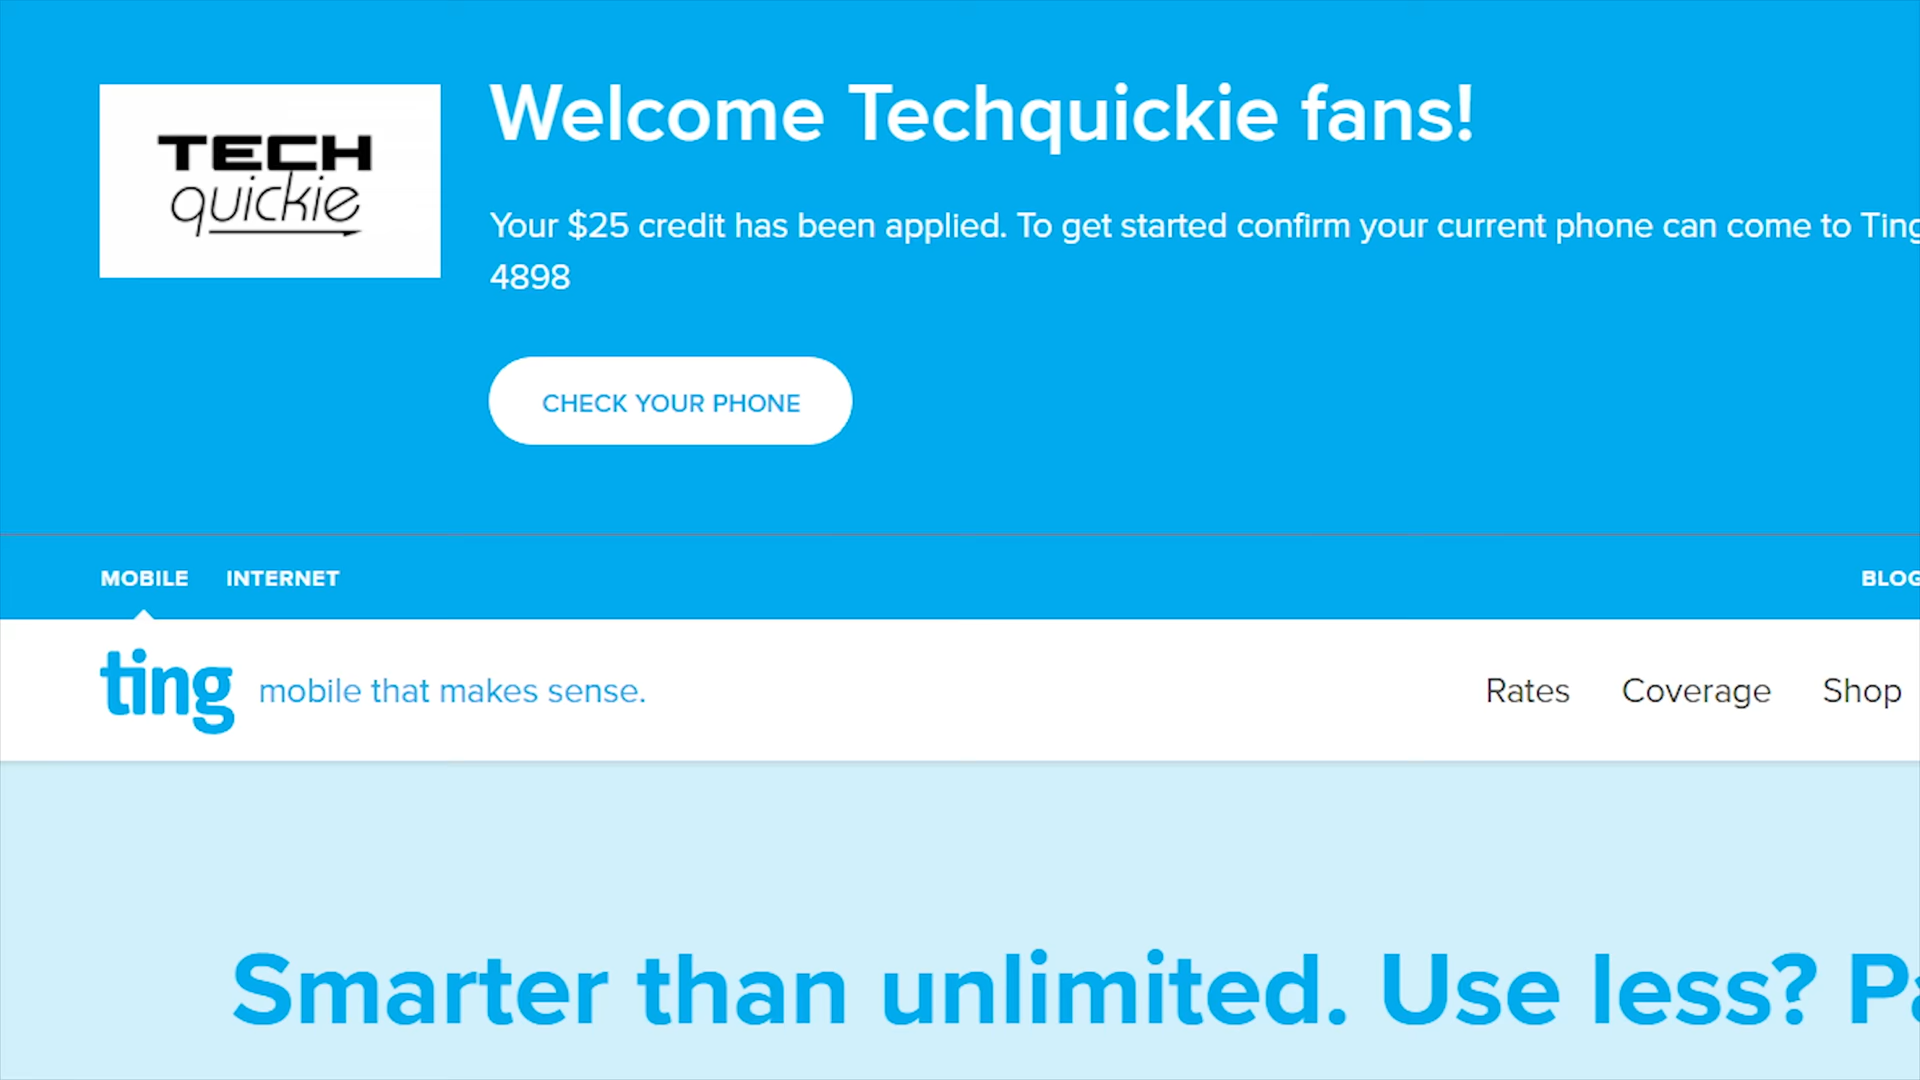 TECH
quickie
Welcome Techquickie fans!
Your $25 credit has been applied. To get started confirm your current phone can come to Ting
4898
CHECK YOUR PHONE
MOBILE INTERNET
BLOG
ting mobile that makes sense.
Rates Coverage Shop
Smarter than unlimited. Use less? Pa